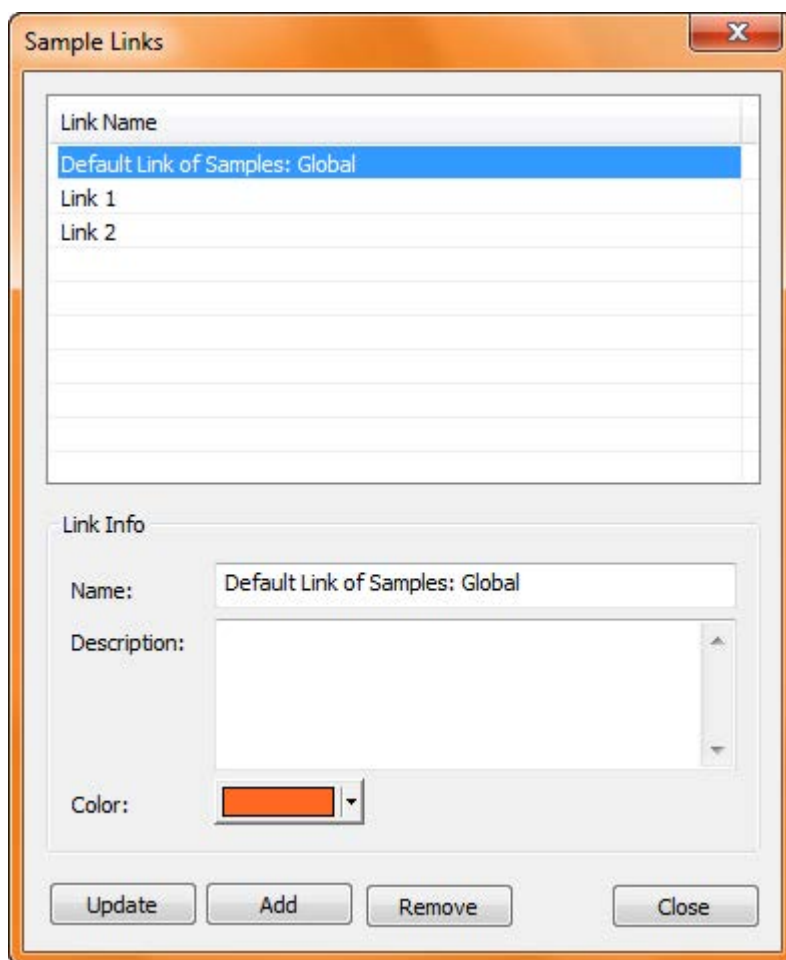 Sample Links
Link Name
Default Link of Samples: Global
Link 1
Link 2
Link Info
Name: Default Link of Samples: Global
Description:
Color:
Update Add Remove Close